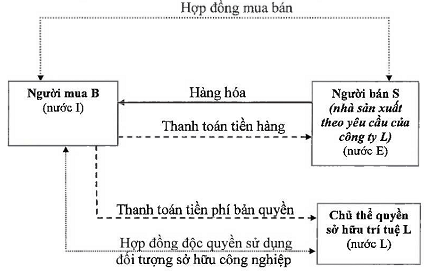 Hợp đồng mua bán
Người mua B
(nước I)
Hàng hóa
Thanh toán tiền hàng
Người bán S
(nhà sản xuất
theo yêu cầu của
công ty L)
(nước E)
Thanh toán tiền phí bản quyền
Hợp đồng độc quyền sử dụng
đối tượng sở hữu công nghiệp
Chủ thể quyền
sở hữu trí tuệ L
(nước L)